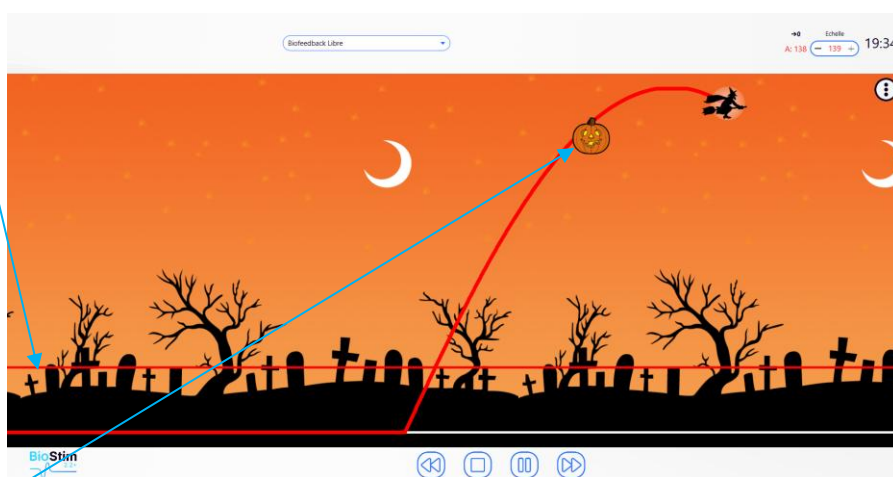 Biofeedback Libre
Echelle
A: 138 − 139 +
19:34
BioStim